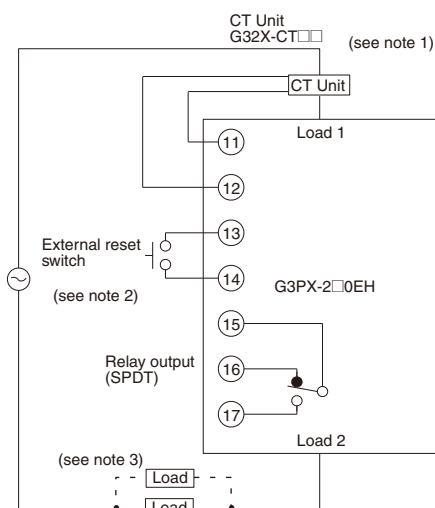 CT Unit
G32X-CT□□
(see note 1)
CT Unit
Load 1
11
12
13
External reset
switch
14
(see note 2)
G3PX-2□0EH
15
Relay output
(SPDT)
16
17
Load 2
(see note 3)
Load
Load